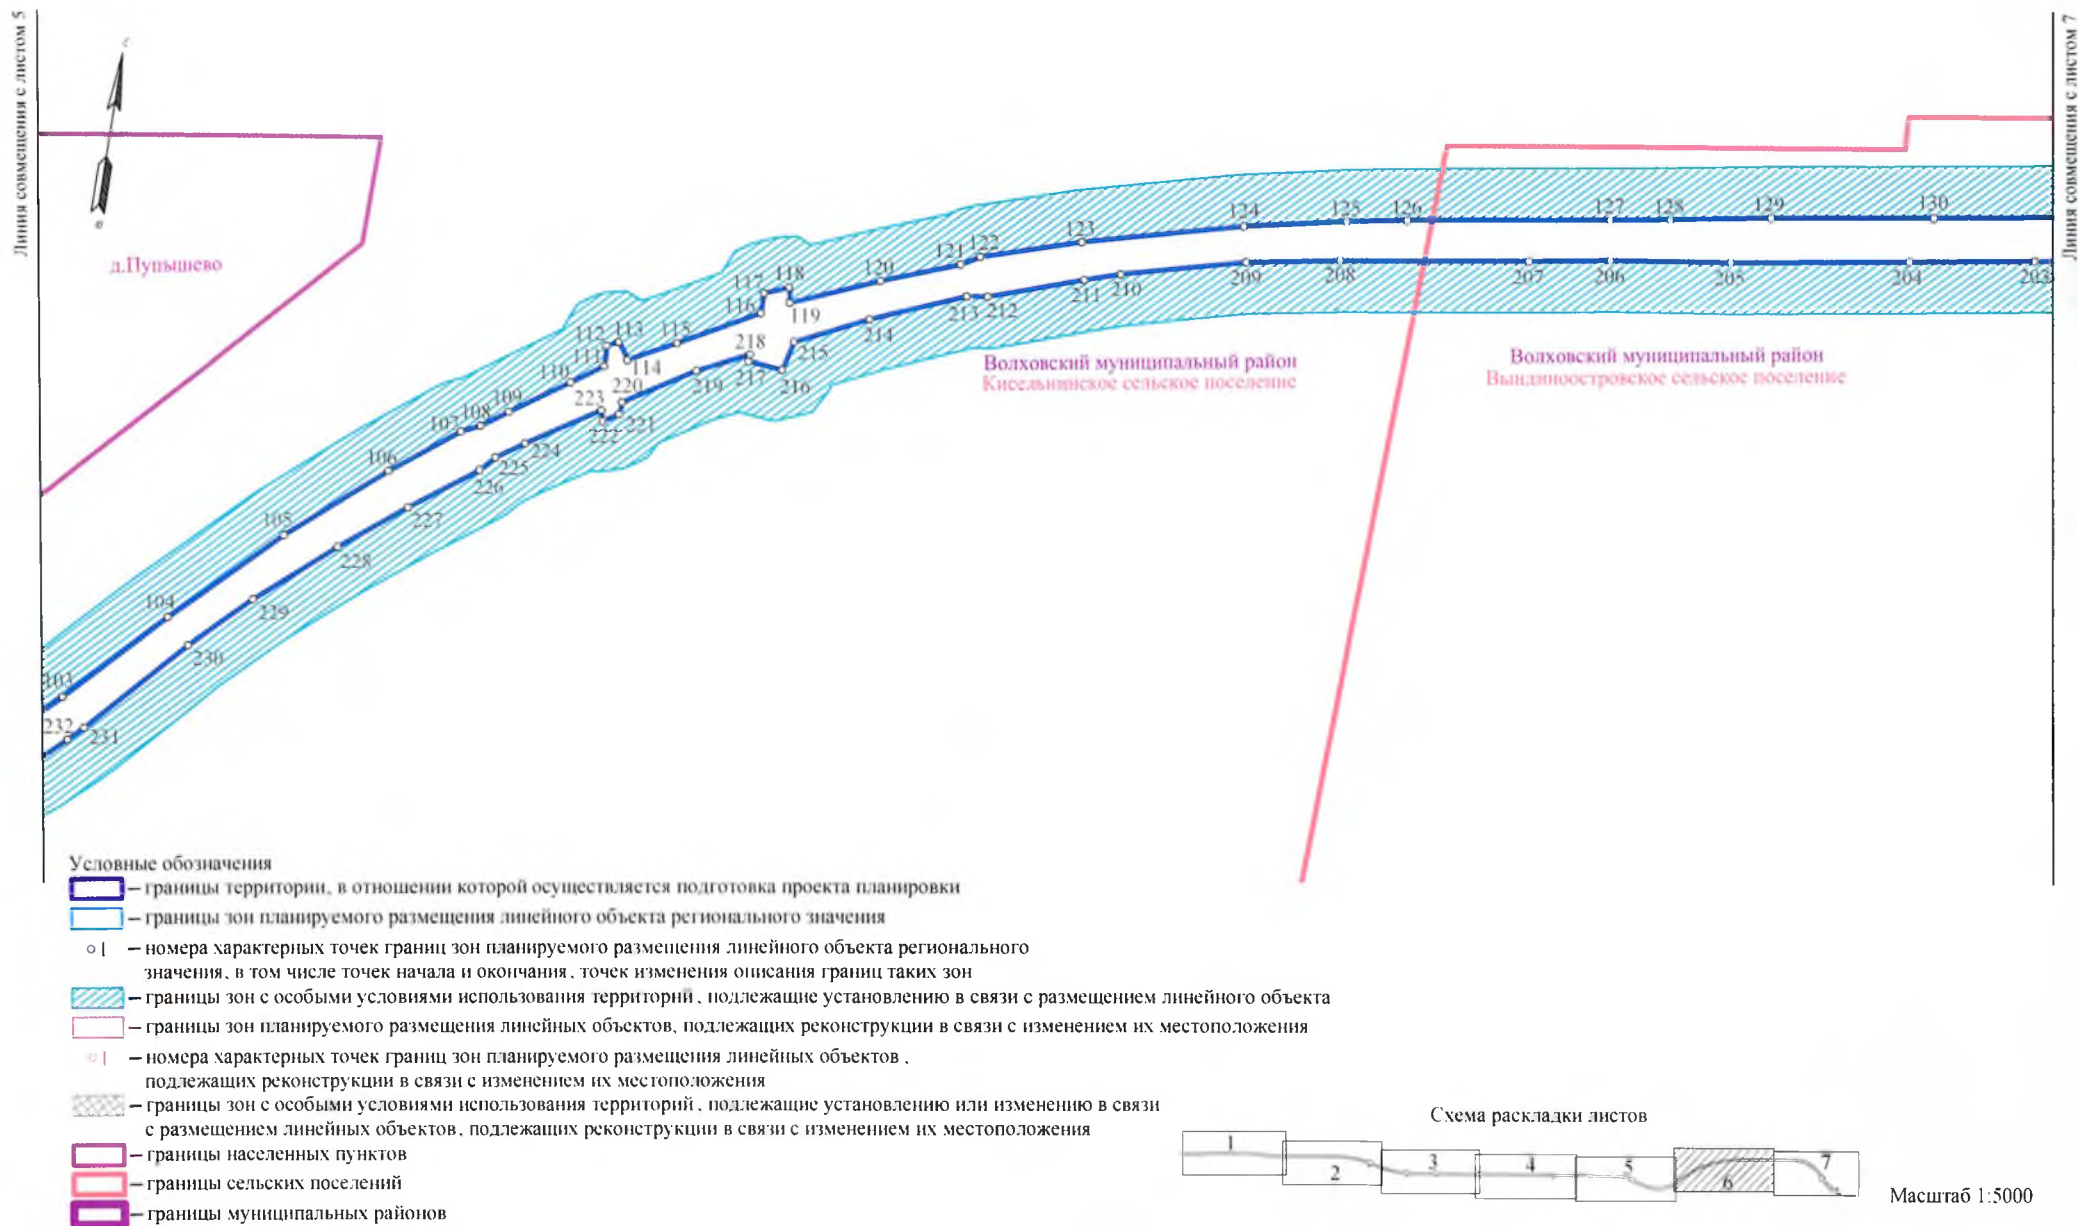 Линия совмещения с листом 5
Линия совмещения с листом 7
с
ю
д.Пупышево
103
104
105
106
107
108
109
110
111
112
113
114
115
116
117
118
119
120
121
122
123
124
125
126
127
128
129
130
203
204
205
206
207
208
209
210
211
212
213
214
215
216
217
218
219
220
221
222
223
224
225
226
227
228
229
230
231
232
Волховский муниципальный район
Кисельнинское сельское поселение
Волховский муниципальный район
Вындиноостровское сельское поселение
Условные обозначения
– границы территории, в отношении которой осуществляется подготовка проекта планировки
– границы зон планируемого размещения линейного объекта регионального значения
1 – номера характерных точек границ зон планируемого размещения линейного объекта регионального
значения, в том числе точек начала и окончания, точек изменения описания границ таких зон
– границы зон с особыми условиями использования территорий, подлежащие установлению в связи с размещением линейного объекта
– границы зон планируемого размещения линейных объектов, подлежащих реконструкции в связи с изменением их местоположения
1 – номера характерных точек границ зон планируемого размещения линейных объектов,
подлежащих реконструкции в связи с изменением их местоположения
– границы зон с особыми условиями использования территорий, подлежащие установлению или изменению в связи
с размещением линейных объектов, подлежащих реконструкции в связи с изменением их местоположения
– границы населенных пунктов
– границы сельских поселений
– границы муниципальных районов
Схема раскладки листов
1
2
3
4
5
6
7
Масштаб 1:5000